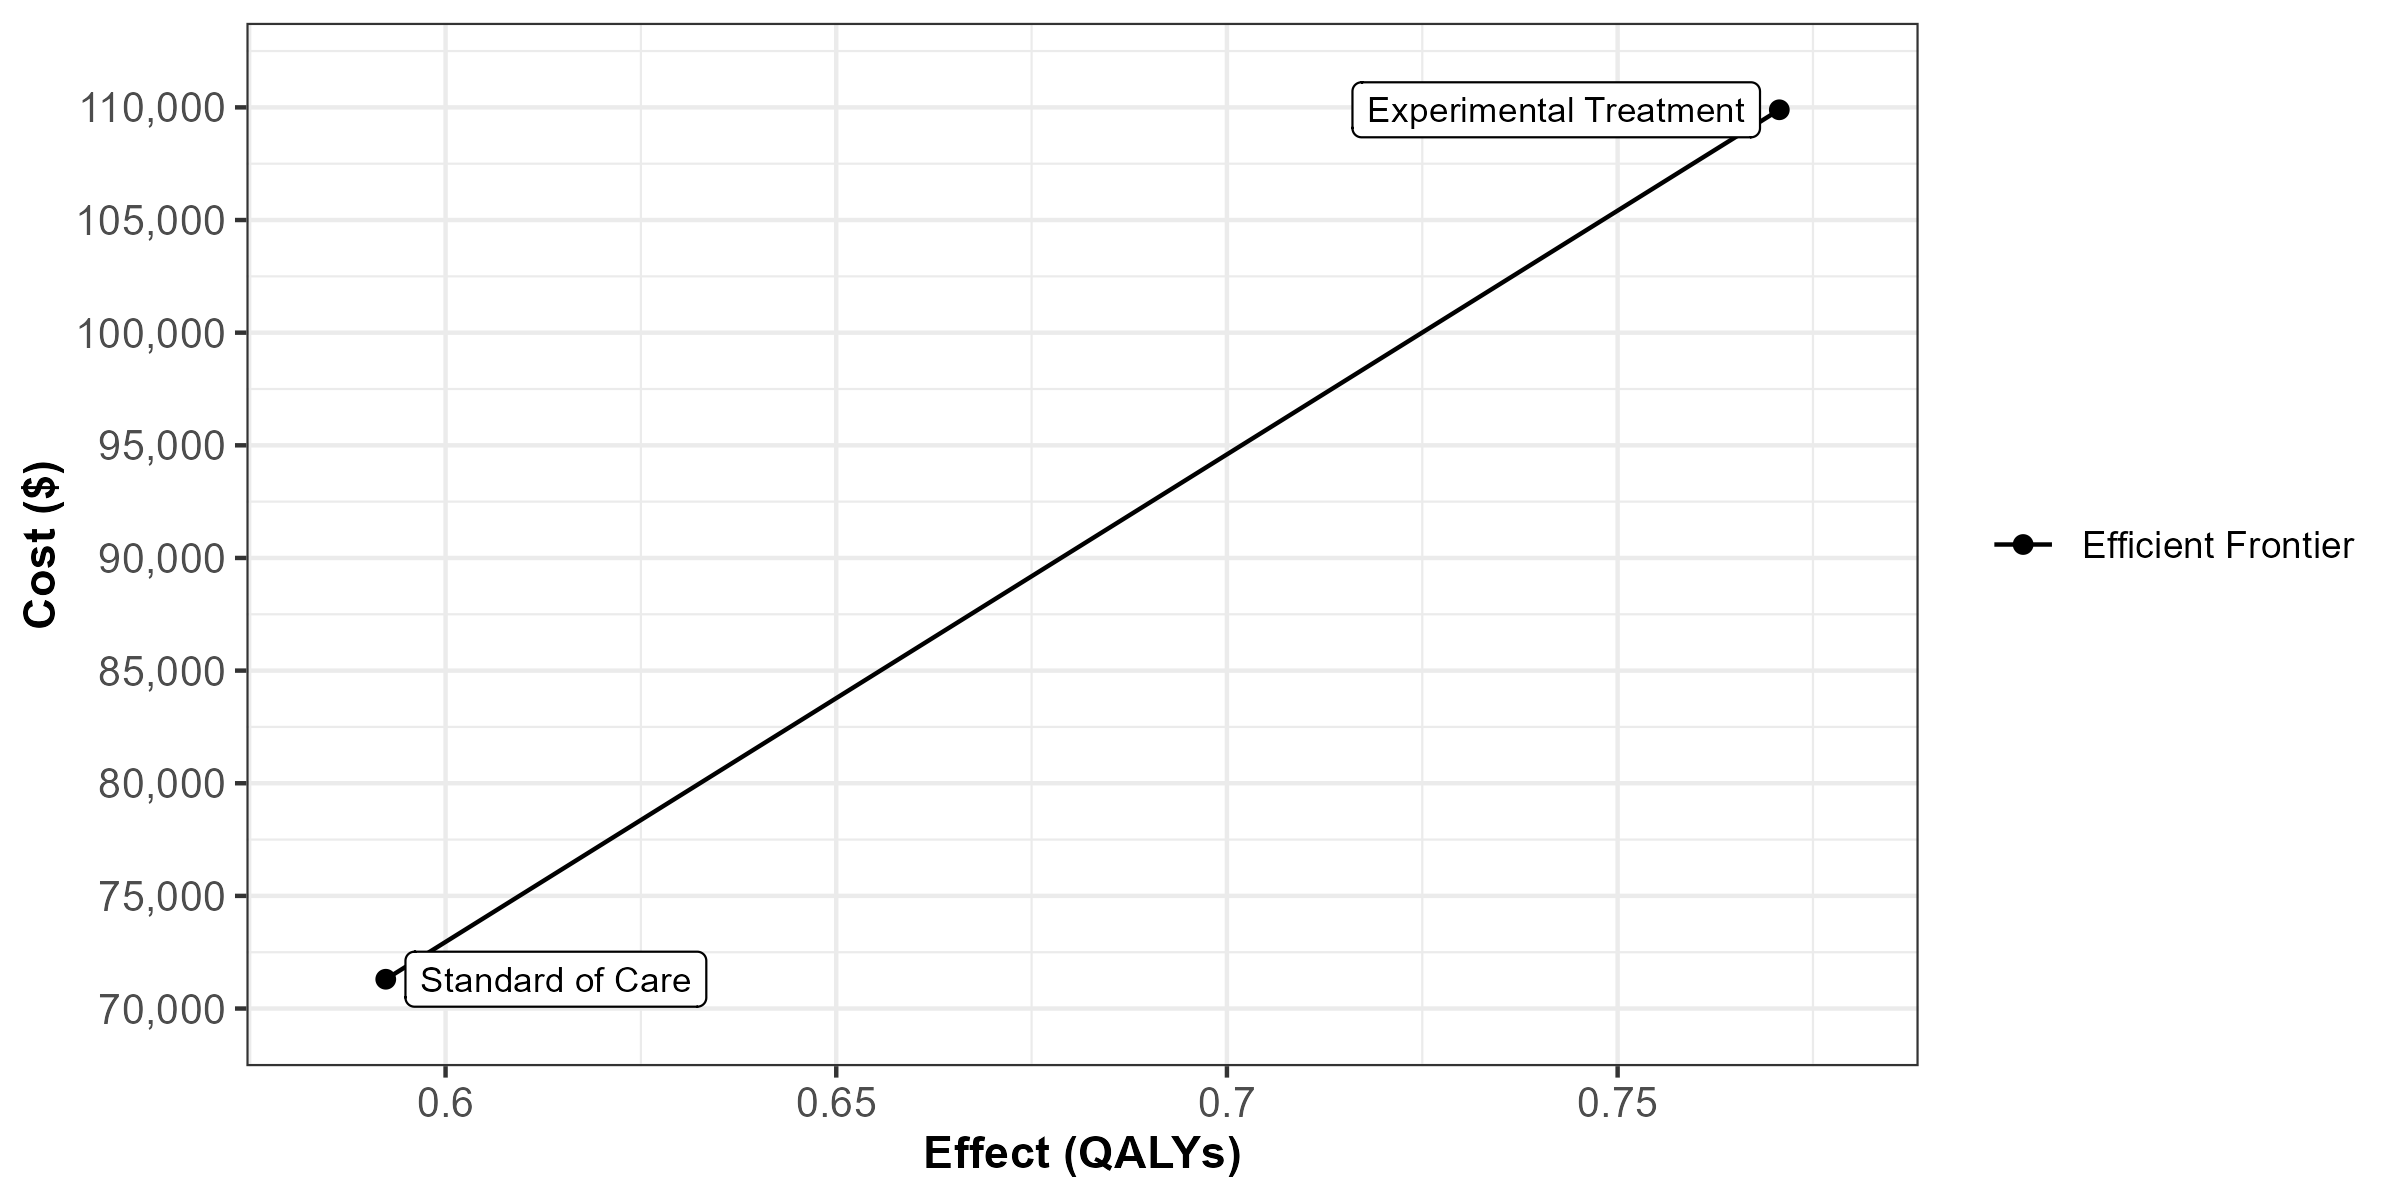 110,000
105,000
100,000
95,000
90,000
85,000
80,000
75,000
70,000
Cost ($)
Experimental Treatment
Standard of Care
0.6 0.65 0.7 0.75
Effect (QALYs)
Efficient Frontier